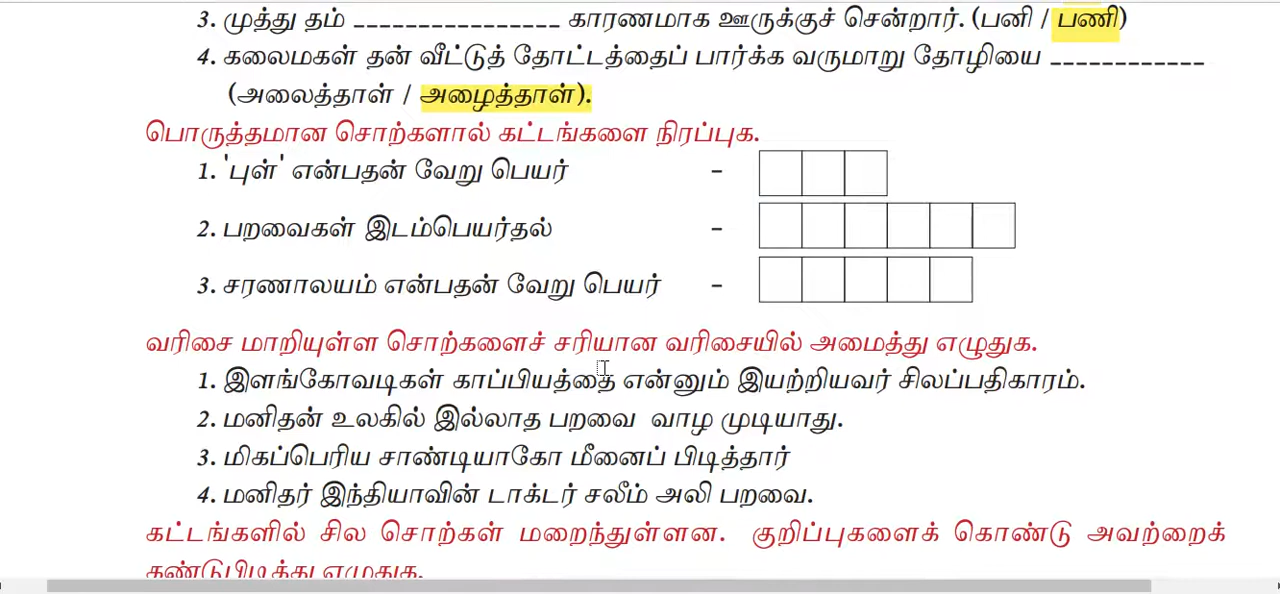 3. முத்து தம் ________________ காரணமாக ஊருக்குச் சென்றார். (பனி / பணி)
4. கலைமகள் தன் வீட்டுத் தோட்டத்தைப் பார்க்க வருமாறு தோழியை ____________
(அலைத்தாள் / அழைத்தாள்).
பொருத்தமான சொற்களால் கட்டங்களை நிரப்புக.
1. 'புள்' என்பதன் வேறு பெயர் -
2. பறவைகள் இடம்பெயர்தல் -
3. சரணாலயம் என்பதன் வேறு பெயர் -
வரிசை மாறியுள்ள சொற்களைச் சரியான வரிசையில் அமைத்து எழுதுக.
1. இளங்கோவடிகள் காப்பியத்தை என்னும் இயற்றியவர் சிலப்பதிகாரம்.
2. மனிதன் உலகில் இல்லாத பறவை வாழ முடியாது.
3. மிகப்பெரிய சாண்டியாகோ மீனைப் பிடித்தார்
4. மனிதர் இந்தியாவின் டாக்டர் சலீம் அலி பறவை.
கட்டங்களில் சில சொற்கள் மறைந்துள்ளன. குறிப்புகளைக் கொண்டு அவற்றைக்
கண்டுபிடித்து எழுதுக.